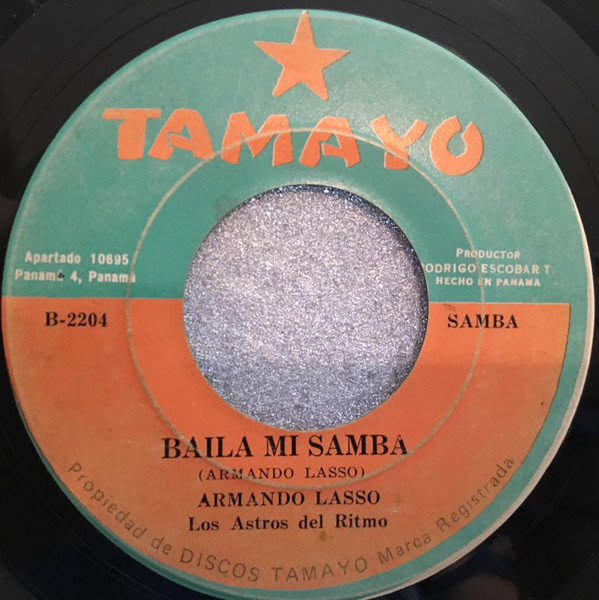 TAMAYO
Apartado 10695
Panamá 4, Panama
PRODUCTOR
RODRIGO ESCOBAR T
HECHO EN PANAMA
B-2204
SAMBA
BAILA MI SAMBA
(ARMANDO LASSO)
ARMANDO LASSO
Los Astros del Ritmo
Propiedad de DISCOS TAMAYO Marca Registrada